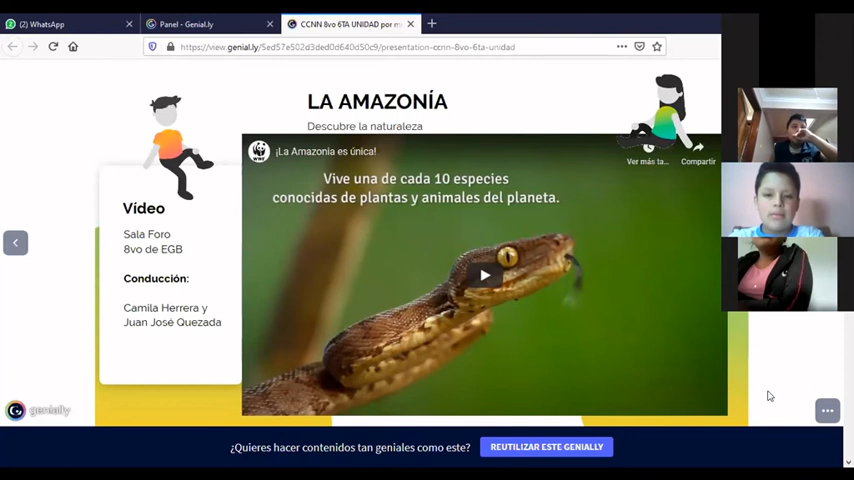 (2) WhatsApp
Panel - Genial.ly
CCNN 8vo 6TA UNIDAD por m
https://view.genial.ly/5ed57e502d3ded0d640d50c9/presentation-ccnn-8vo-6ta-unidad
LA AMAZONÍA
Descubre la naturaleza
WWF
¡La Amazonia es única!
Ver más ta...
Compartir
Vive una de cada 10 especies
conocidas de plantas y animales del planeta.
Vídeo
Sala Foro
8vo de EGB
Conducción:
Camila Herrera y
Juan José Quezada
genially
¿Quieres hacer contenidos tan geniales como este?
REUTILIZAR ESTE GENIALLY